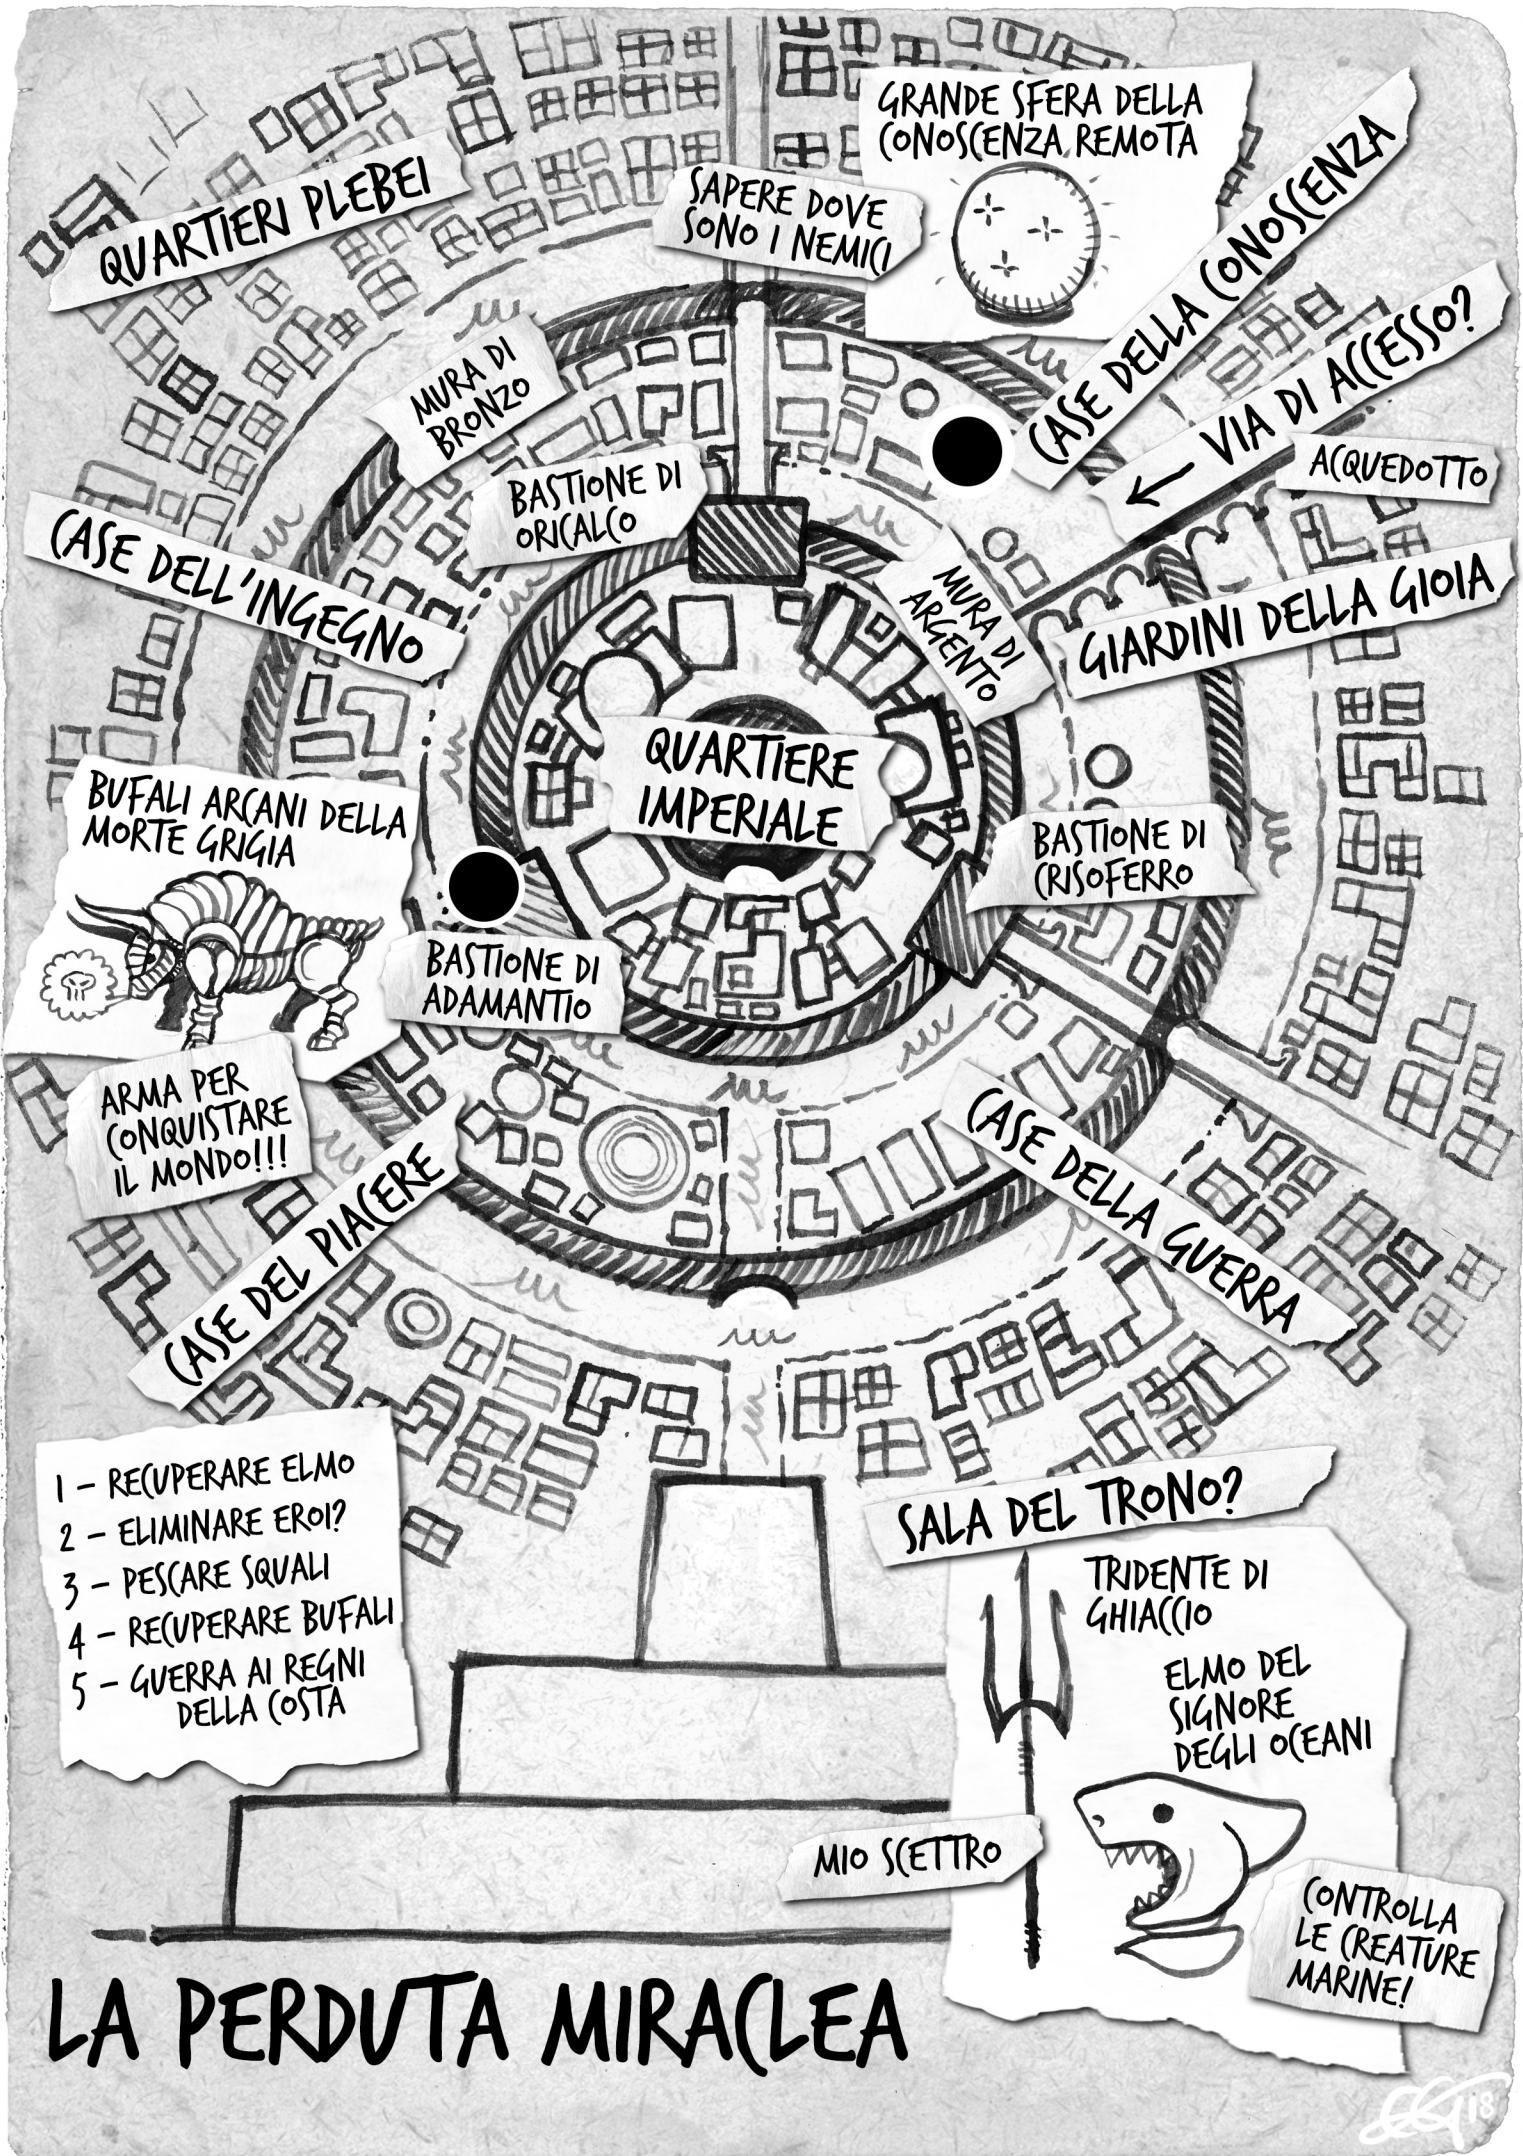 GRANDE SFERA DELLA
CONOSCENZA REMOTA
SAPERE DOVE
SONO I NEMICI
QUARTIERI PLEBEI
CASE DELLA CONOSCENZA
VIA DI ACCESSO?
ACQUEDOTTO
MURA DI
BRONZO
BASTIONE DI
ORICALCO
CASE DELL'INGEGNO
MURA DI
ARGENTO
GIARDINI DELLA GIOIA
QUARTIERE
IMPERIALE
BUFALI ARCANI DELLA
MORTE GRIGIA
BASTIONE DI
CRISOFERRO
BASTIONE DI
ADAMANTIO
ARMA PER
CONQUISTARE
IL MONDO!!!
CASE DEL PIACERE
CASE DELLA GUERRA
1 - RECUPERARE ELMO
2 - ELIMINARE EROI?
3 - PESCARE SQUALI
4 - RECUPERARE BUFALI
5 - GUERRA AI REGNI
DELLA COSTA
SALA DEL TRONO?
TRIDENTE DI
GHIACCIO
ELMO DEL
SIGNORE
DEGLI OCEANI
MIO SCETTRO
CONTROLLA
LE CREATURE
MARINE!
LA PERDUTA MIRACLEA